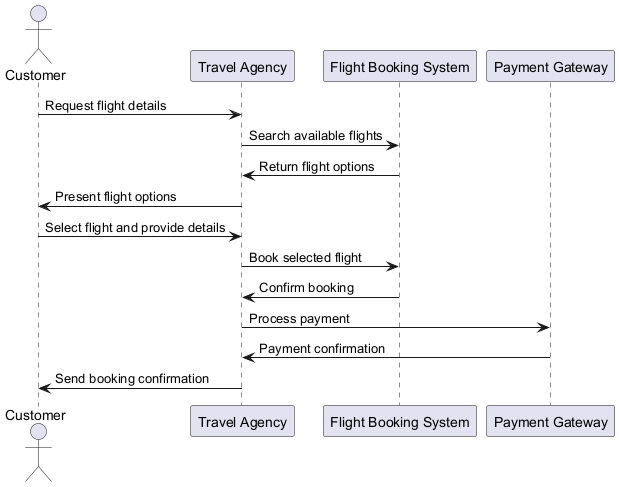 Customer
Travel Agency
Flight Booking System
Payment Gateway
Request flight details
Search available flights
Return flight options
Present flight options
Select flight and provide details
Book selected flight
Confirm booking
Process payment
Payment confirmation
Send booking confirmation
Customer
Travel Agency
Flight Booking System
Payment Gateway